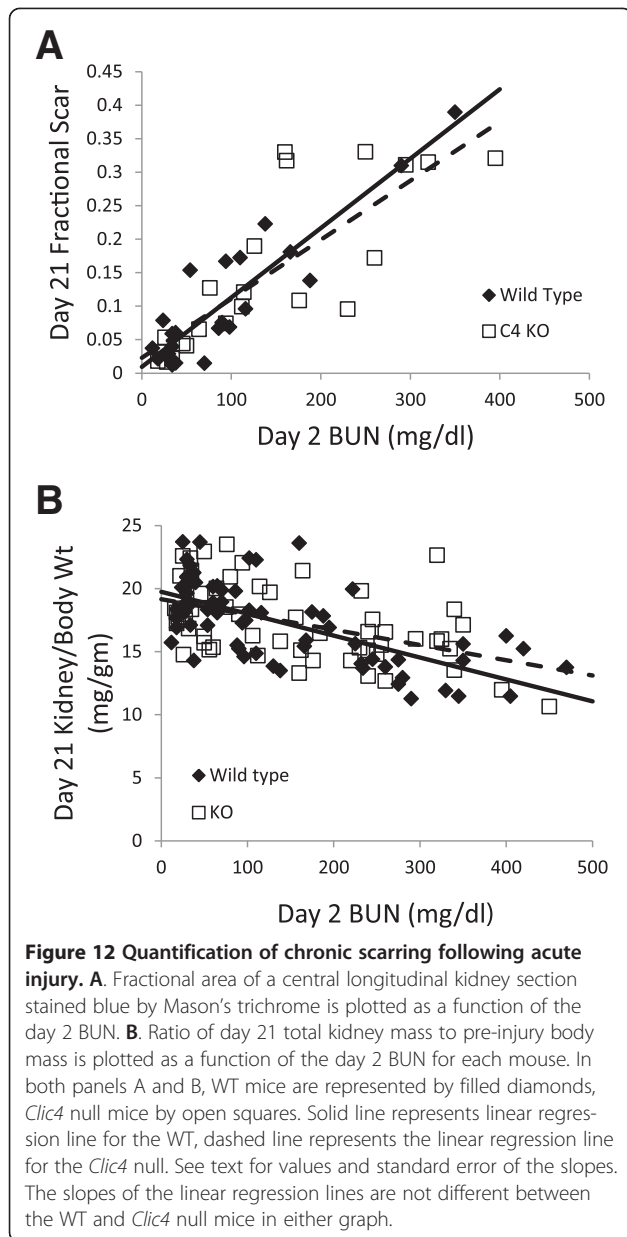 A
0.45
0.4
0.35
0.3
0.25
0.2
0.15
0.1
0.05
0
Day 21 Fractional Scar
Wild Type
C4 KO
0 100 200 300 400 500
Day 2 BUN (mg/dl)
B
25
20
15
10
5
0
Day 21 Kidney/Body Wt
(mg/gm)
Wild type
KO
0 100 200 300 400 500
Day 2 BUN (mg/dl)
Figure 12 Quantification of chronic scarring following acute
injury. A. Fractional area of a central longitudinal kidney section
stained blue by Mason's trichrome is plotted as a function of the
day 2 BUN. B. Ratio of day 21 total kidney mass to pre-injury body
mass is plotted as a function of the day 2 BUN for each mouse. In
both panels A and B, WT mice are represented by filled diamonds,
Clic4 null mice by open squares. Solid line represents linear regres-
sion line for the WT, dashed line represents the linear regression line
for the Clic4 null. See text for values and standard error of the slopes.
The slopes of the linear regression lines are not different between
the WT and Clic4 null mice in either graph.